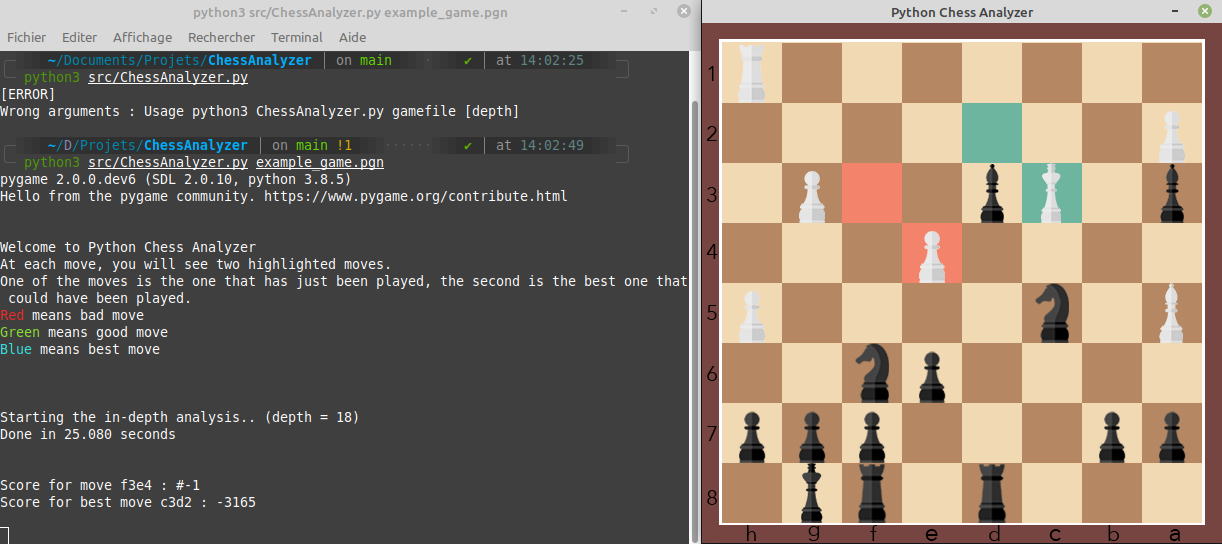 python3 src/ChessAnalyzer.py example_game.pgn
Fichier Editer Affichage Rechercher Terminal Aide
~/Documents/Projets/ChessAnalyzer on main ✔ at 14:02:25
python3 src/ChessAnalyzer.py
[ERROR]
Wrong arguments : Usage python3 ChessAnalyzer.py gamefile [depth]
~/D/Projets/ChessAnalyzer on main !1 ✔ at 14:02:49
python3 src/ChessAnalyzer.py example_game.pgn
pygame 2.0.0.dev6 (SDL 2.0.10, python 3.8.5)
Hello from the pygame community. https://www.pygame.org/contribute.html
Welcome to Python Chess Analyzer
At each move, you will see two highlighted moves.
One of the moves is the one that has just been played, the second is the best one that
could have been played.
Red means bad move
Green means good move
Blue means best move
Starting the in-depth analysis.. (depth = 18)
Done in 25.080 seconds
Score for move f3e4 : #-1
Score for best move c3d2 : -3165
Python Chess Analyzer
1
2
3
4
5
6
7
8
h g f e d c b a